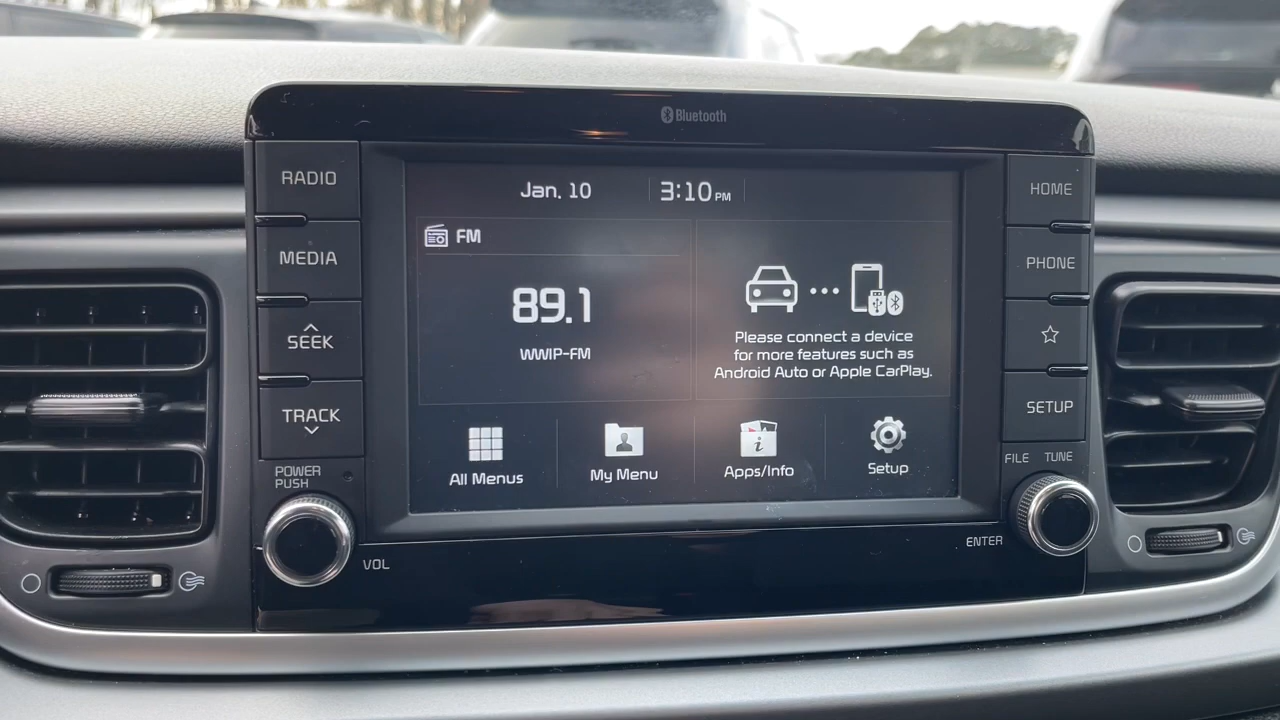 Bluetooth
RADIO
MEDIA
SEEK
TRACK
POWER
PUSH
VOL
Jan. 10
3:10 PM
FM
89.1
WWIP-FM
Please connect a device
for more features such as
Android Auto or Apple CarPlay.
All Menus
My Menu
Apps/Info
Setup
HOME
PHONE
SETUP
FILE
TUNE
ENTER